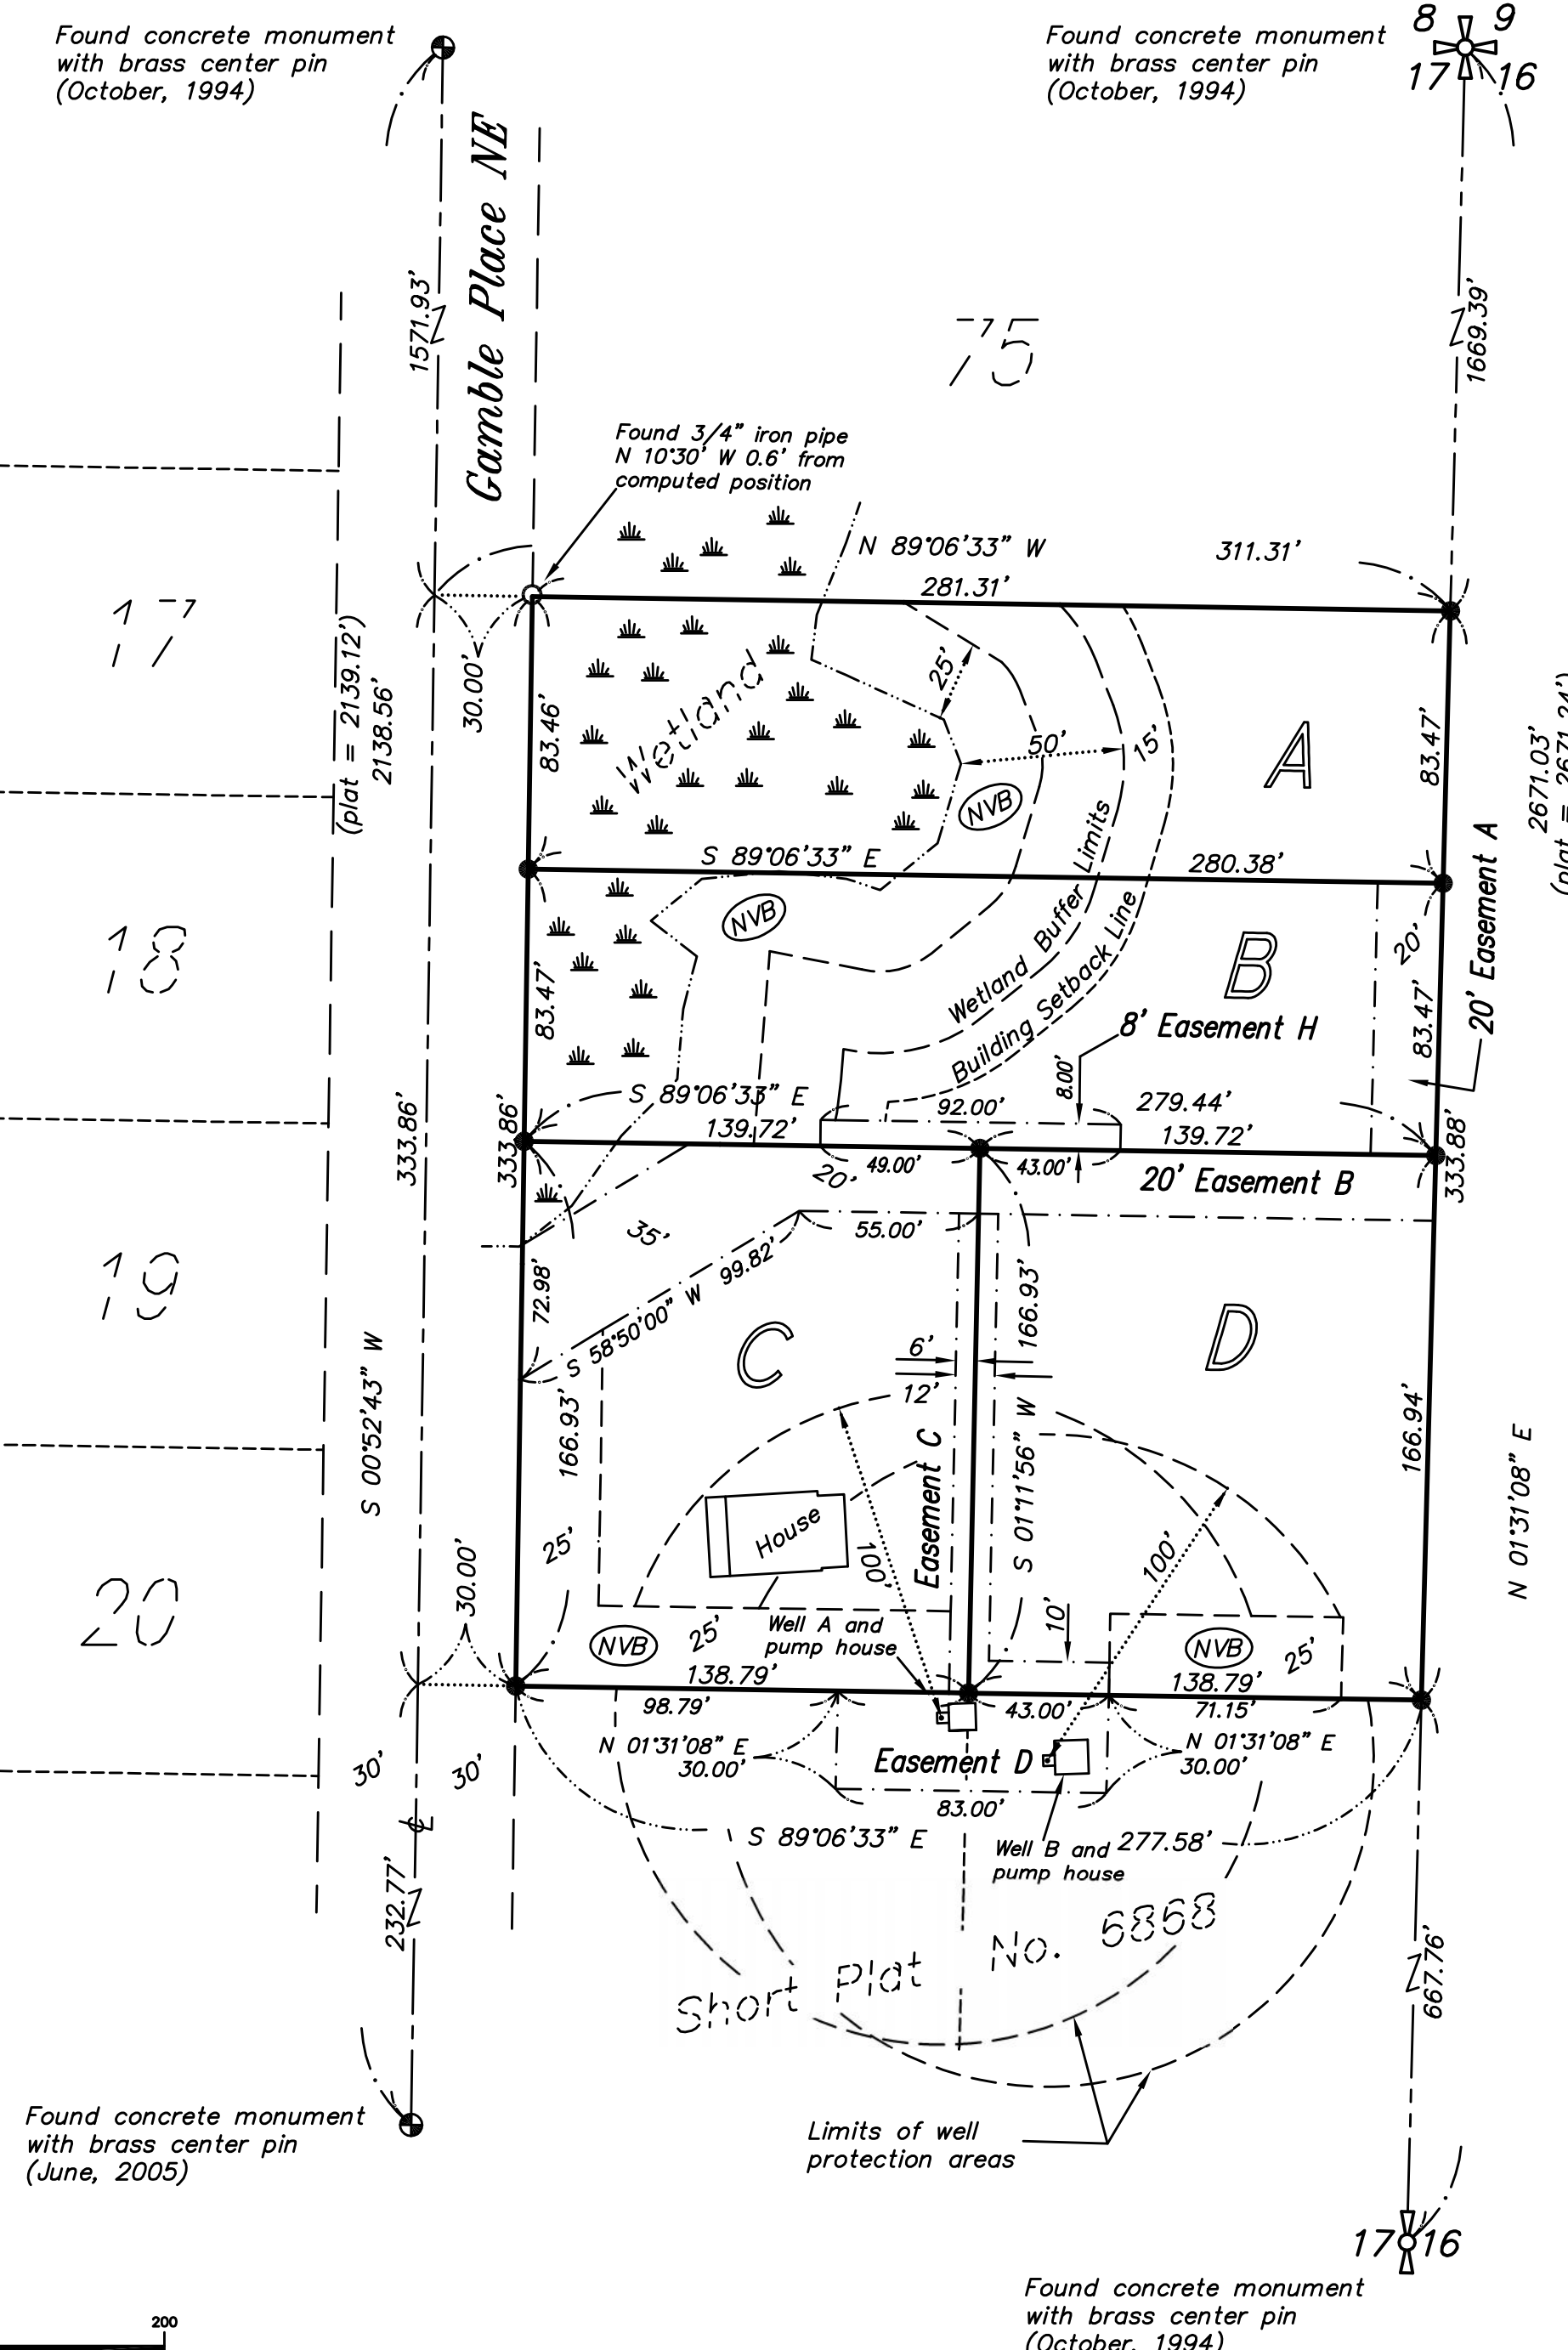 Found concrete monument
with brass center pin
(October, 1994)
Found concrete monument
with brass center pin
(October, 1994)
8 9
17 16
Gamble Place NE
1571.93'
1669.39'
75
Found 3/4" iron pipe
N 10°30' W 0.6' from
computed position
N 89°06'33" W
311.31'
281.31'
17
(plat = 2139.12')
2138.56'
30.00'
83.46'
Wetland
25'
50'
15'
NVB
A
83.47'
2671.03'
(plat = 2671.24')
S 89°06'33" E
280.38'
20' Easement A
18
83.47'
NVB
Wetland Buffer Limits
Building Setback Line
B
20'
83.47'
8' Easement H
8.00'
S 89°06'33" E
92.00'
279.44'
139.72'
139.72'
333.86'
333.86'
333.88'
20'
49.00'
43.00'
20' Easement B
35'
55.00'
19
72.98'
99.82'
S 58°50'00" W
166.93'
C
D
6'
12'
S 00°52'43" W
166.93'
Easement C
S 01°11'56" W
166.94'
N 01°31'08" E
House
100'
100'
25'
20
30.00'
10'
NVB
25'
Well A and
pump house
NVB
25'
138.79'
138.79'
98.79'
43.00'
71.15'
N 01°31'08" E
30.00'
Easement D
N 01°31'08" E
30.00'
30'
30'
83.00'
S 89°06'33" E
277.58'
Well B and
pump house
232.77'
Short Plat No. 6868
667.76'
Found concrete monument
with brass center pin
(June, 2005)
Limits of well
protection areas
17 16
Found concrete monument
with brass center pin
(October, 1994)
200